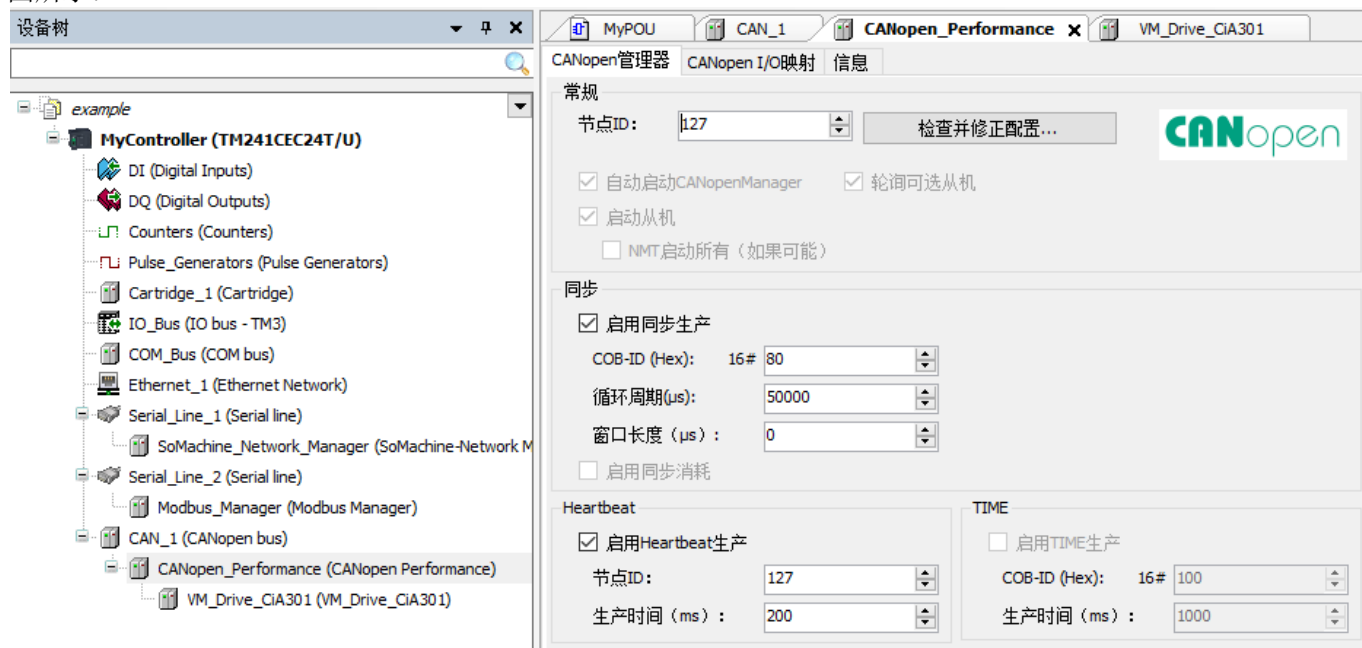 设备树
example
MyController (TM241CEC24T/U)
DI (Digital Inputs)
DQ (Digital Outputs)
Counters (Counters)
Pulse_Generators (Pulse Generators)
Cartridge_1 (Cartridge)
IO_Bus (IO bus - TM3)
COM_Bus (COM bus)
Ethernet_1 (Ethernet Network)
Serial_Line_1 (Serial line)
SoMachine_Network_Manager (SoMachine-Network M
Serial_Line_2 (Serial line)
Modbus_Manager (Modbus Manager)
CAN_1 (CANopen bus)
CANopen_Performance (CANopen Performance)
VM_Drive_CiA301 (VM_Drive_CiA301)
MyPOU CAN_1 CANopen_Performance VM_Drive_CiA301
CANopen管理器 CANopen I/O映射 信息
常规
节点ID: 127 检查并修正配置... CANopen
自动启动CANopenManager 轮询可选从机
启动从机
NMT启动所有（如果可能）
同步
启用同步生产
COB-ID (Hex): 16# 80
循环周期(μs): 50000
窗口长度（μs）: 0
启用同步消耗
Heartbeat
启用Heartbeat生产
节点ID: 127
生产时间（ms）: 200
TIME
启用TIME生产
COB-ID (Hex): 16# 100
生产时间（ms）: 1000